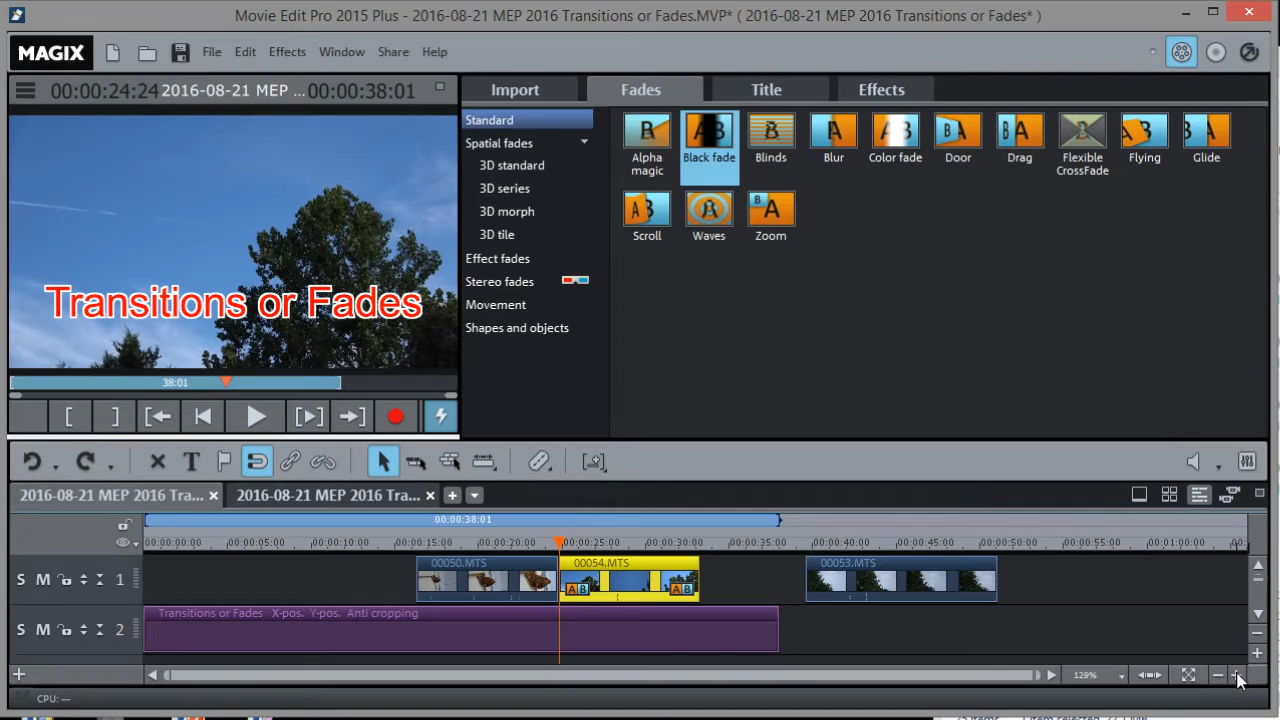 Movie Edit Pro 2015 Plus - 2016-08-21 MEP 2016 Transitions or Fades.MVP* ( 2016-08-21 MEP 2016 Transitions or Fades* )
MAGIX File Edit Effects Window Share Help
00:00:24:24 2016-08-21 MEP ... 00:00:38:01
Import Fades Title Effects
Standard
Spatial fades
3D standard
3D series
3D morph
3D tile
Effect fades
Stereo fades
Movement
Shapes and objects
Alpha magic
Black fade
Blinds
Blur
Color fade
Door
Drag
Flexible CrossFade
Flying
Glide
Scroll
Waves
Zoom
Transitions or Fades
38:01
2016-08-21 MEP 2016 Tra... 2016-08-21 MEP 2016 Tra...
00:00:38:01
00:00:00:00 00:00:05:00 00:00:10:00 00:00:15:00 00:00:20:00 00:00:25:00 00:00:30:00 00:00:35:00 00:00:40:00 00:00:45:00 00:00:50:00 00:00:55:00 00:01:00:00
00050.MTS 00054.MTS 00053.MTS
S M 1
Transitions or Fades X-pos. Y-pos. Anti cropping
S M 2
129%
CPU: —